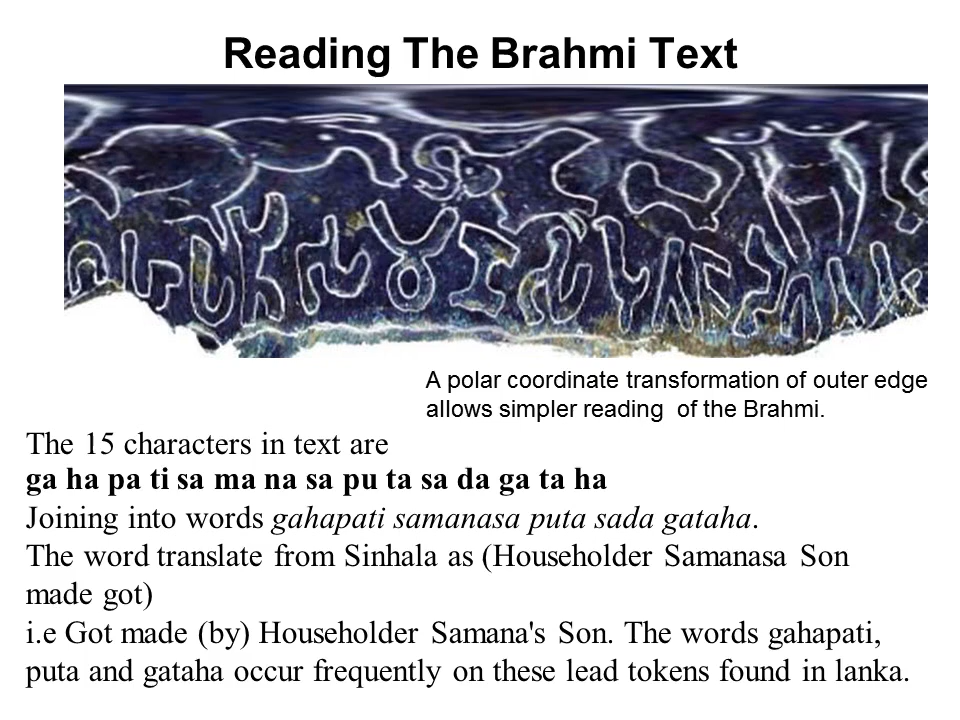 Reading The Brahmi Text
A polar coordinate transformation of outer edge
allows simpler reading of the Brahmi.
The 15 characters in text are
ga ha pa ti sa ma na sa pu ta sa da ga ta ha
Joining into words gahapati samanasa puta sada gataha.
The word translate from Sinhala as (Householder Samanasa Son
made got)
i.e Got made (by) Householder Samana's Son. The words gahapati,
puta and gataha occur frequently on these lead tokens found in lanka.